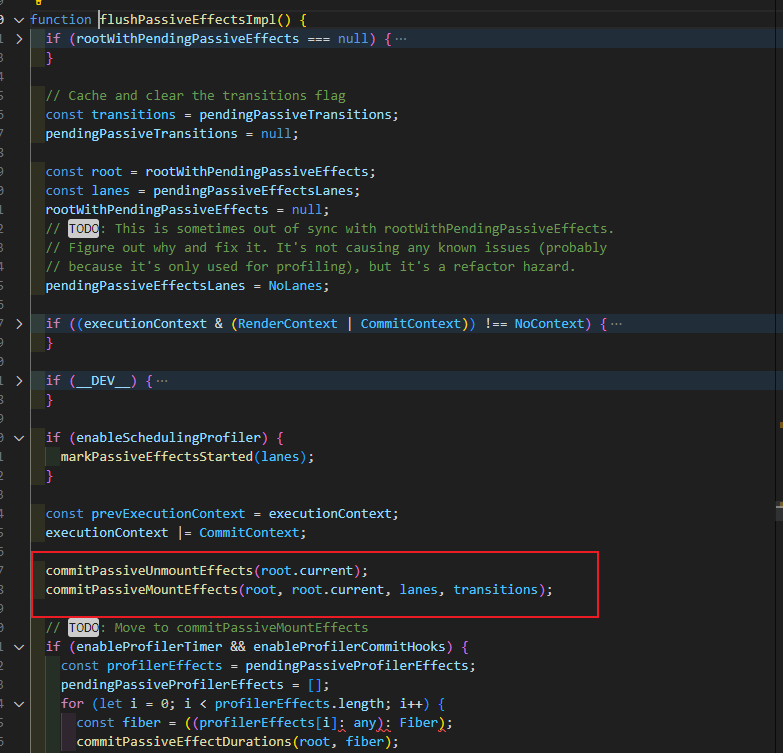 function flushPassiveEffectsImpl() {
if (rootWithPendingPassiveEffects === null) {⋯
}
// Cache and clear the transitions flag
const transitions = pendingPassiveTransitions;
pendingPassiveTransitions = null;
const root = rootWithPendingPassiveEffects;
const lanes = pendingPassiveEffectsLanes;
rootWithPendingPassiveEffects = null;
// TODO: This is sometimes out of sync with rootWithPendingPassiveEffects.
// Figure out why and fix it. It's not causing any known issues (probably
// because it's only used for profiling), but it's a refactor hazard.
pendingPassiveEffectsLanes = NoLanes;
if ((executionContext & (RenderContext | CommitContext)) !== NoContext) {⋯
}
if (__DEV__) {⋯
}
if (enableSchedulingProfiler) {
markPassiveEffectsStarted(lanes);
}
const prevExecutionContext = executionContext;
executionContext |= CommitContext;
commitPassiveUnmountEffects(root.current);
commitPassiveMountEffects(root, root.current, lanes, transitions);
// TODO: Move to commitPassiveMountEffects
if (enableProfilerTimer && enableProfilerCommitHooks) {
const profilerEffects = pendingPassiveProfilerEffects;
pendingPassiveProfilerEffects = [];
for (let i = 0; i < profilerEffects.length; i++) {
const fiber = ((profilerEffects[i]: any): Fiber);
commitPassiveEffectDurations(root, fiber);